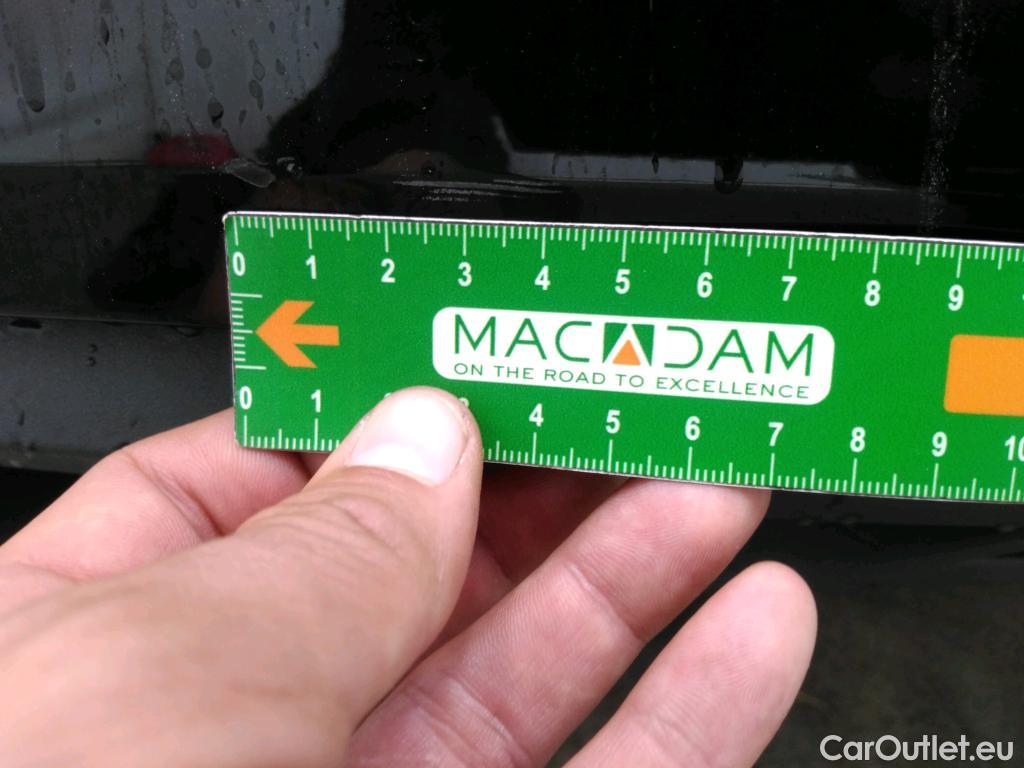 0 1 2 3 4 5 6 7 8 9
MACADAM
ON THE ROAD TO EXCELLENCE
0 1 4 5 6 7 8 9 10
CarOutlet.eu